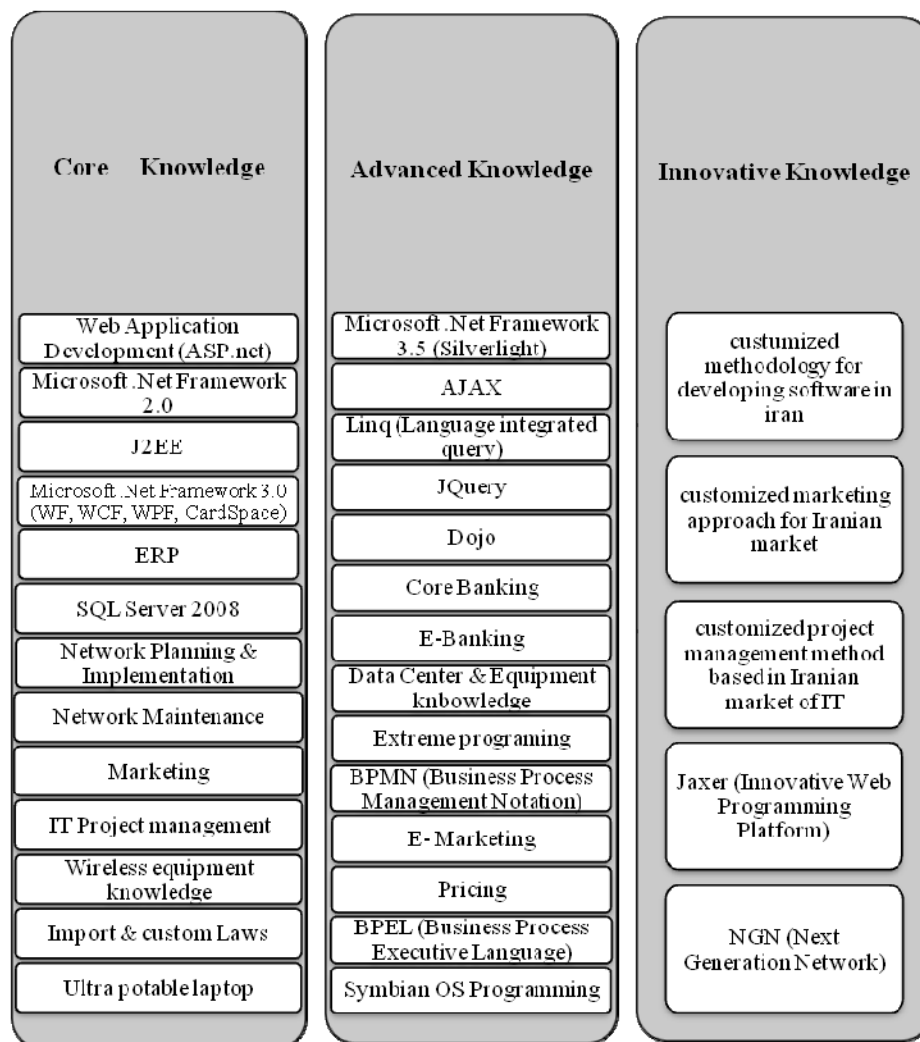 Core Knowledge
Web Application
Development (ASP.net)
Microsoft .Net Framework
2.0
J2EE
Microsoft .Net Framework 3.0
(WF, WCF, WPF, CardSpace)
ERP
SQL Server 2008
Network Planning &
Implementation
Network Maintenance
Marketing
IT Project management
Wireless equipment
knowledge
Import & custom Laws
Ultra potable laptop
Advanced Knowledge
Microsoft .Net Framework
3.5 (Silverlight)
AJAX
Linq (Language integrated
query)
JQuery
Dojo
Core Banking
E-Banking
Data Center & Equipment
knbowledge
Extreme programing
BPMN (Business Process
Management Notation)
E- Marketing
Pricing
BPEL (Business Process
Executive Language)
Symbian OS Programming
Innovative Knowledge
custumized
methodology for
developing software in
iran
customized marketing
approach for Iranian
market
customized project
management method
based in Iranian
market of IT
Jaxer (Innovative Web
Programming
Platform)
NGN (Next
Generation Network)